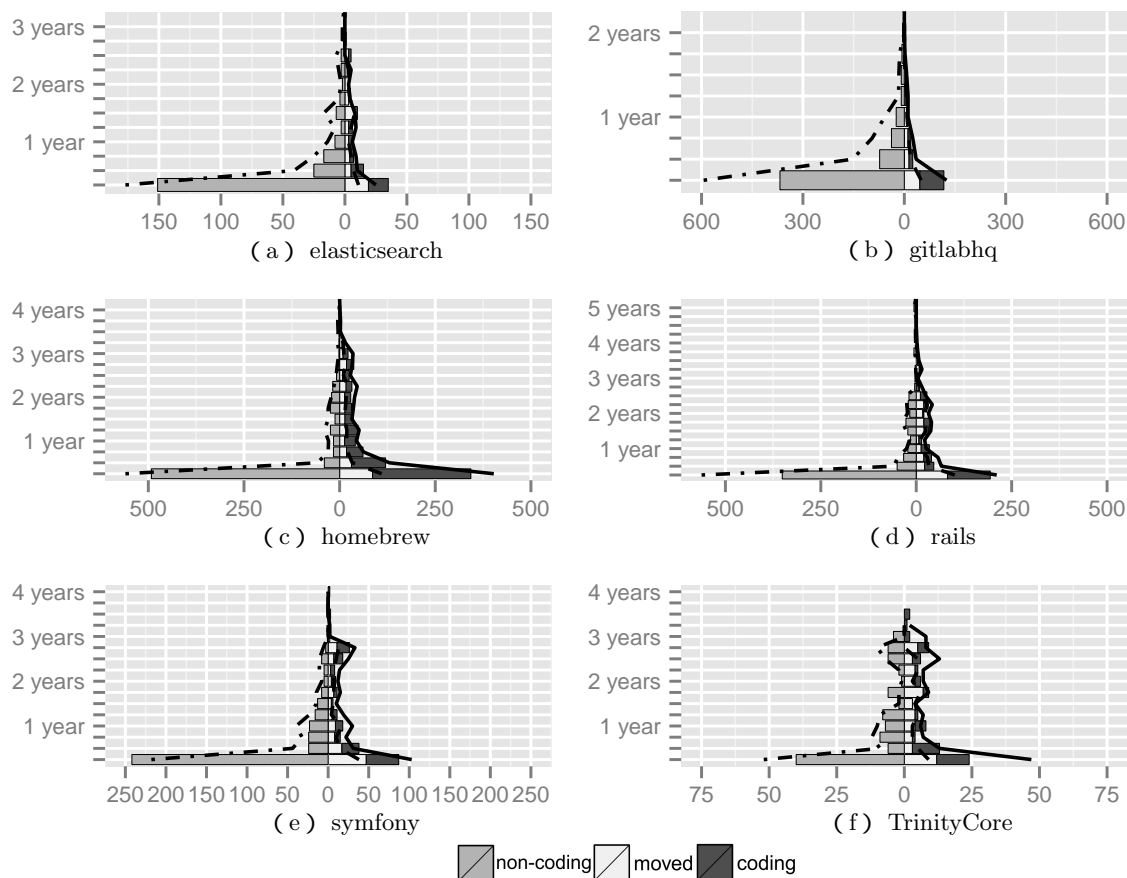 3 years
2 years
1 year
150 100 50 0 50 100 150
( a ) elasticsearch
2 years
1 year
600 300 0 300 600
( b ) gitlabhq
4 years
3 years
2 years
1 year
500 250 0 250 500
( c ) homebrew
5 years
4 years
3 years
2 years
1 year
500 250 0 250 500
( d ) rails
4 years
3 years
2 years
1 year
250 200 150 100 50 0 50 100 150 200 250
( e ) symfony
4 years
3 years
2 years
1 year
75 50 25 0 25 50 75
( f ) TrinityCore
non-coding moved coding